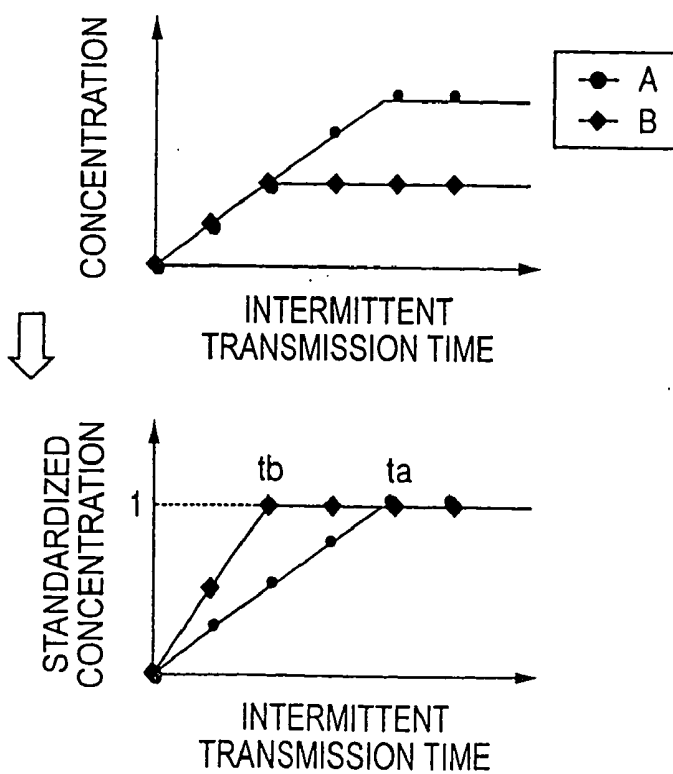 CONCENTRATION
A
B
INTERMITTENT
TRANSMISSION TIME
STANDARDIZED
CONCENTRATION
1
tb
ta
INTERMITTENT
TRANSMISSION TIME